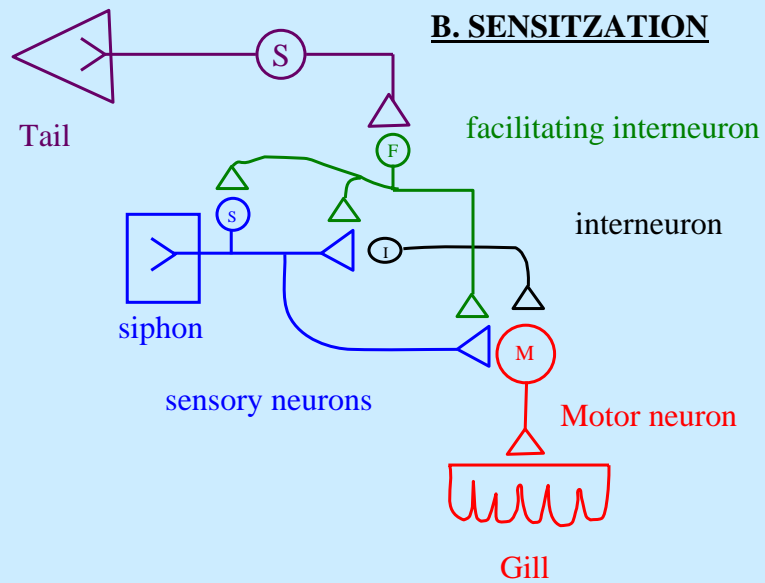 B. SENSITZATION
S
Tail
facilitating interneuron
F
S
interneuron
I
siphon
M
sensory neurons
Motor neuron
Gill